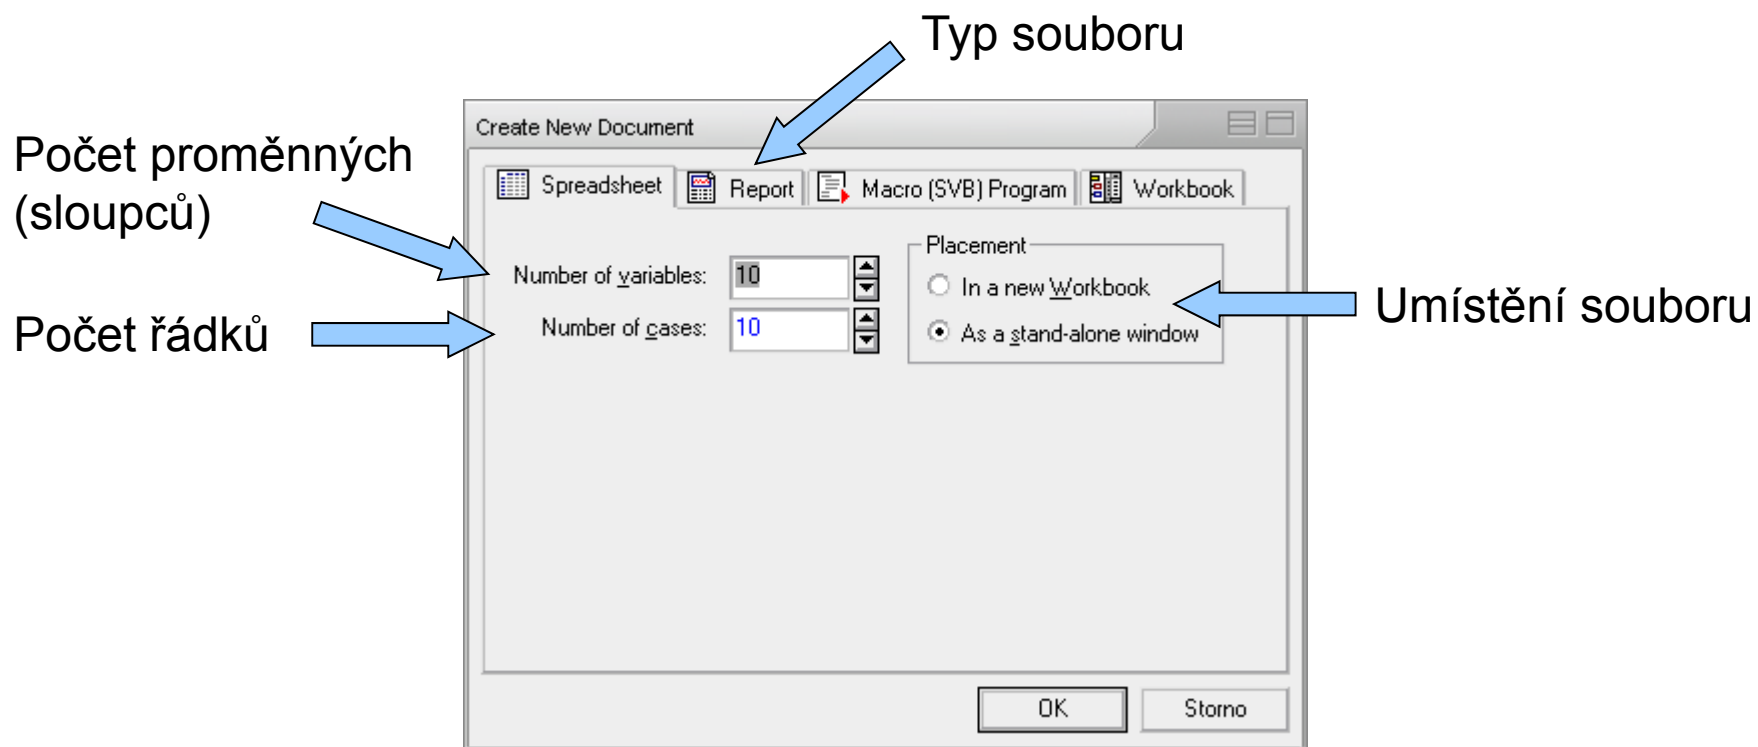 Typ souboru
Create New Document
Počet proměnných
(sloupců)
Spreadsheet Report Macro (SVB) Program Workbook
Placement
Number of variables: 10
In a new Workbook
Umístění souboru
Počet řádků
Number of cases: 10
As a stand-alone window
OK Storno